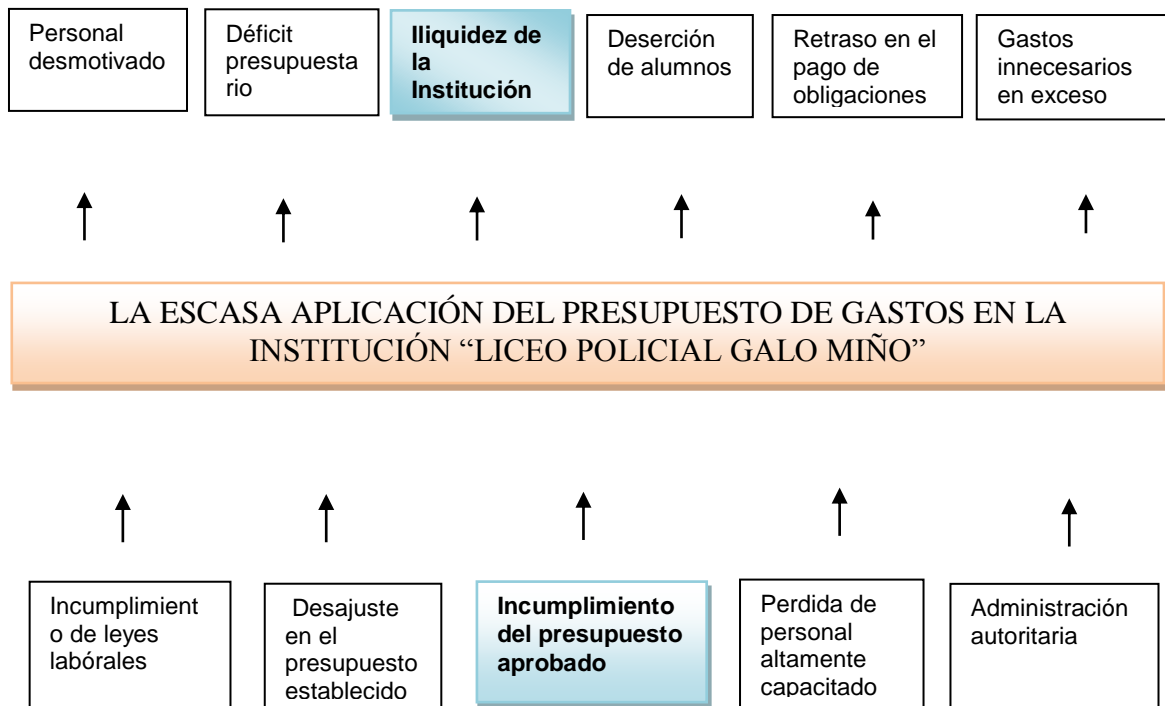 Personal
desmotivado
Déficit
presupuesta
rio
Iliquidez de
la
Institución
Deserción
de alumnos
Retraso en el
pago de
obligaciones
Gastos
innecesarios
en exceso
LA ESCASA APLICACIÓN DEL PRESUPUESTO DE GASTOS EN LA
INSTITUCIÓN “LICEO POLICIAL GALO MIÑO”
Incumplimient
o de leyes
labórales
Desajuste
en el
presupuesto
establecido
Incumplimiento
del presupuesto
aprobado
Perdida de
personal
altamente
capacitado
Administración
autoritaria